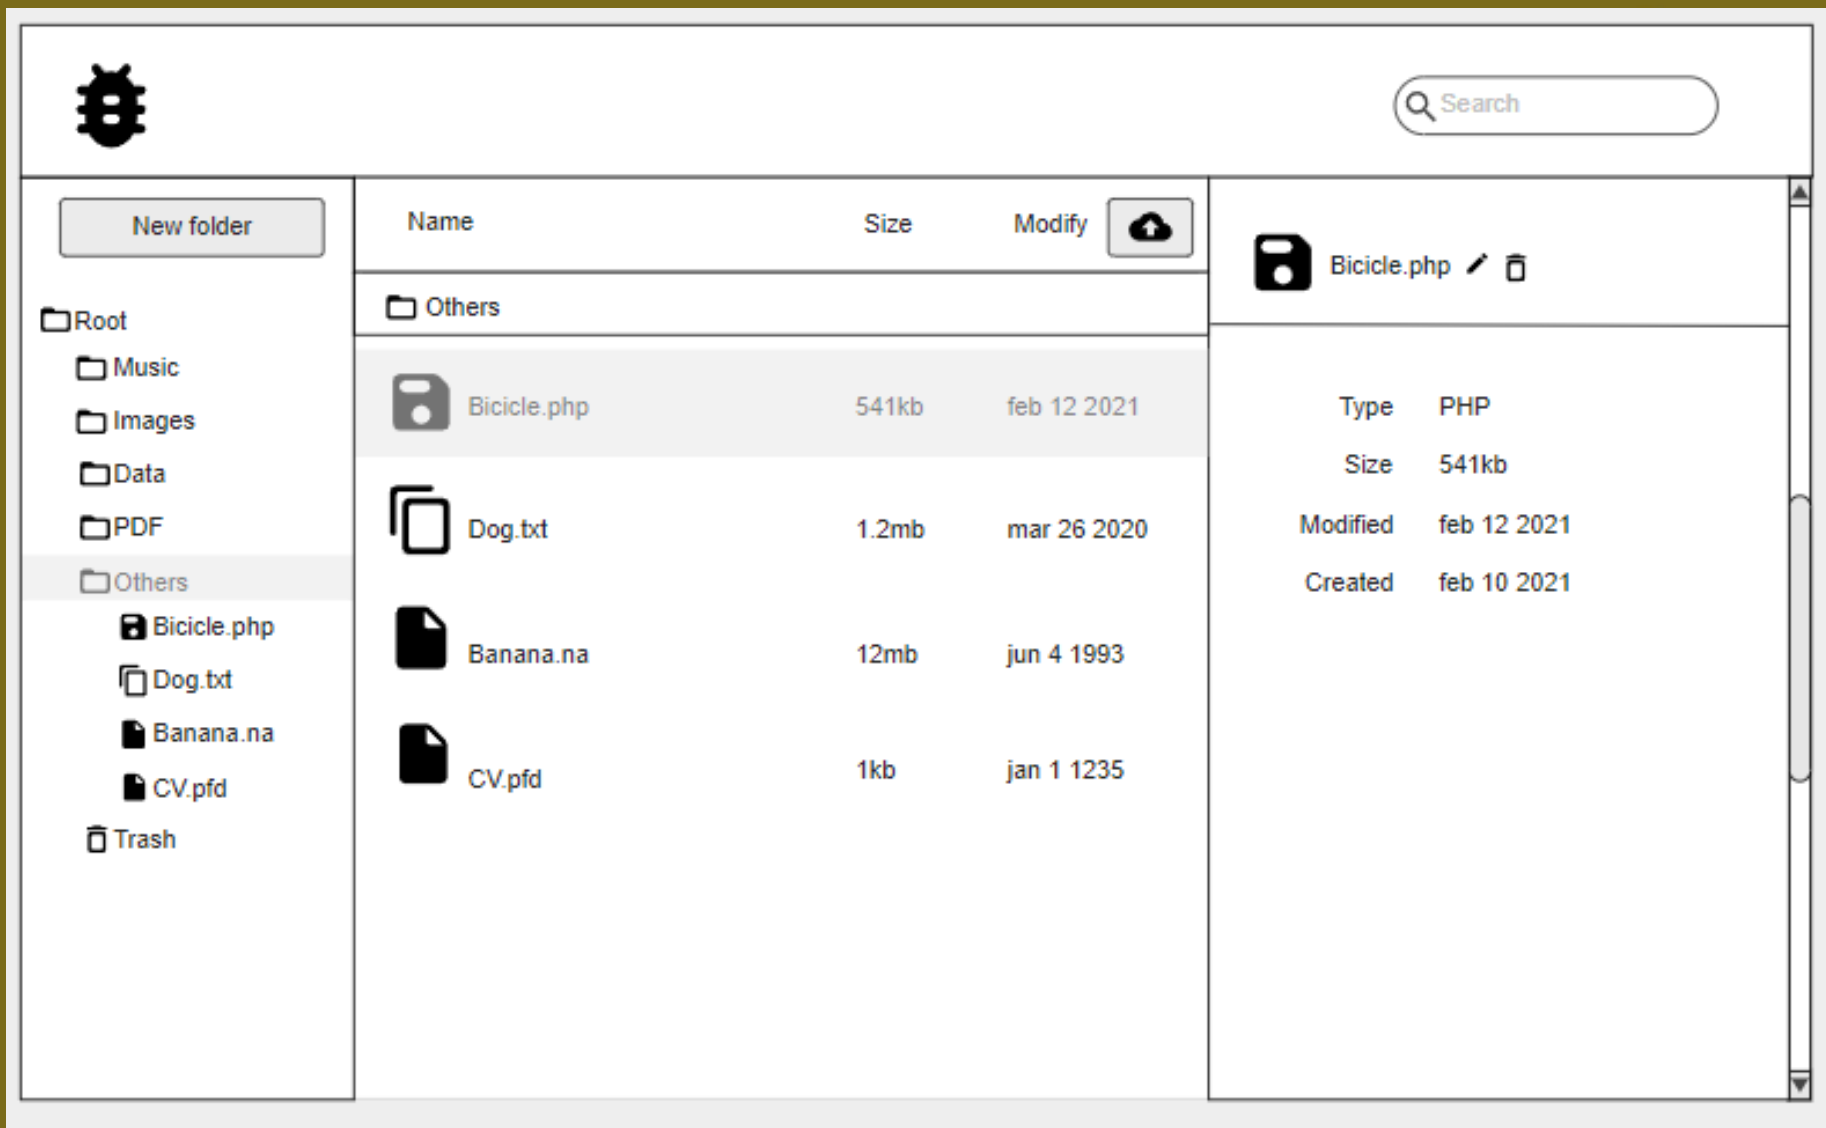 Search
New folder
Root
Music
Images
Data
PDF
Others
Bicicle.php
Dog.txt
Banana.na
CV.pfd
Trash
Name Size Modify
Others
Bicicle.php 541kb feb 12 2021
Dog.txt 1.2mb mar 26 2020
Banana.na 12mb jun 4 1993
CV.pfd 1kb jan 1 1235
Bicicle.php
Type PHP
Size 541kb
Modified feb 12 2021
Created feb 10 2021